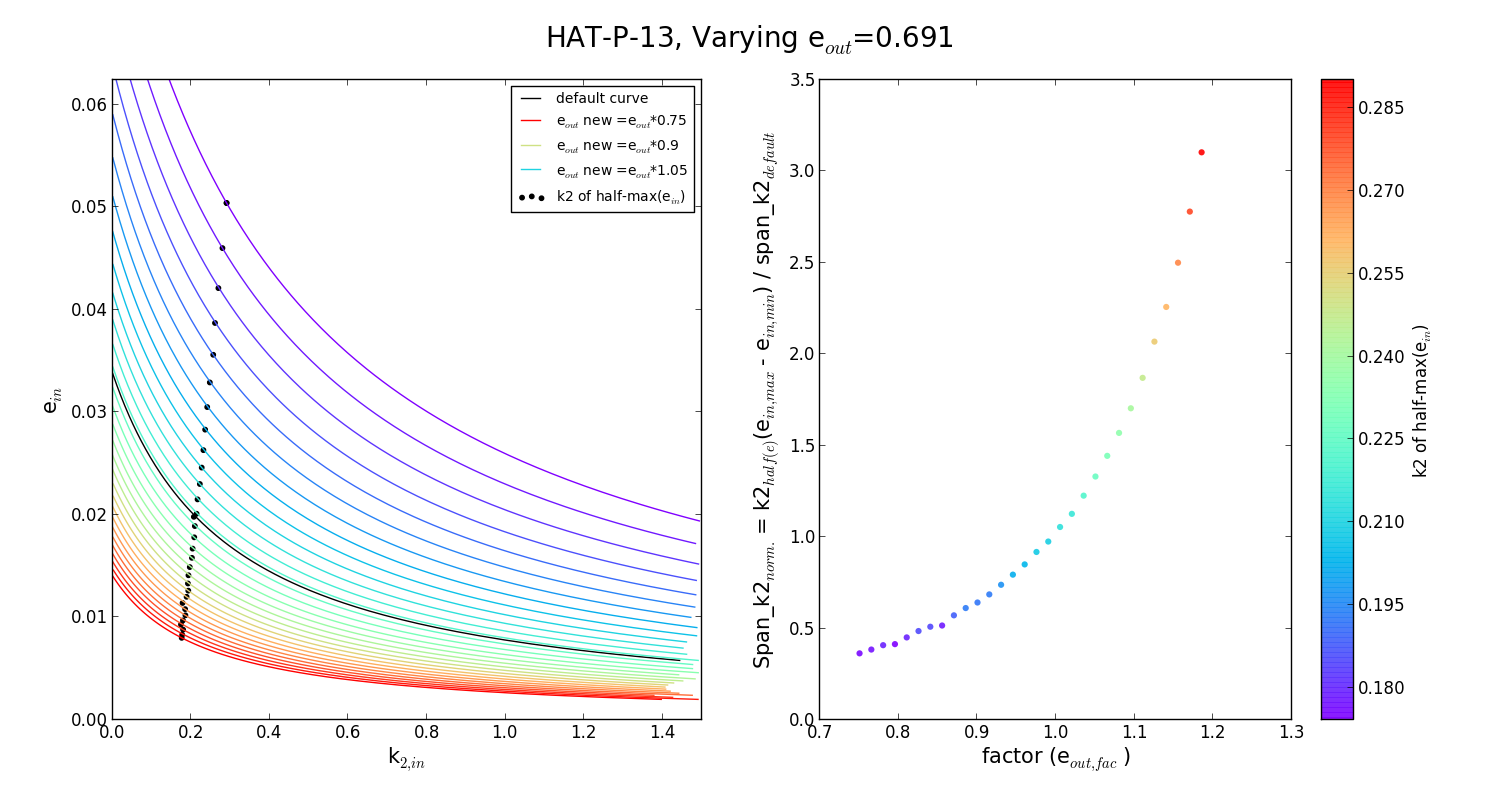 HAT-P-13, Varying e_out=0.691
default curve
e_out new =e_out*0.75
e_out new =e_out*0.9
e_out new =e_out*1.05
k2 of half-max(e_in)
0.06
0.05
0.04
0.03
0.02
0.01
0.00
e_in
0.0 0.2 0.4 0.6 0.8 1.0 1.2 1.4
k_2,in
3.5
3.0
2.5
2.0
1.5
1.0
0.5
0.0
Span_k2_norm. = k2_half(e)(e_in,max - e_in,min) / span_k2_default
0.7 0.8 0.9 1.0 1.1 1.2 1.3
factor (e_out,fac )
0.285
0.270
0.255
0.240
0.225
0.210
0.195
0.180
k2 of half-max(e_in)